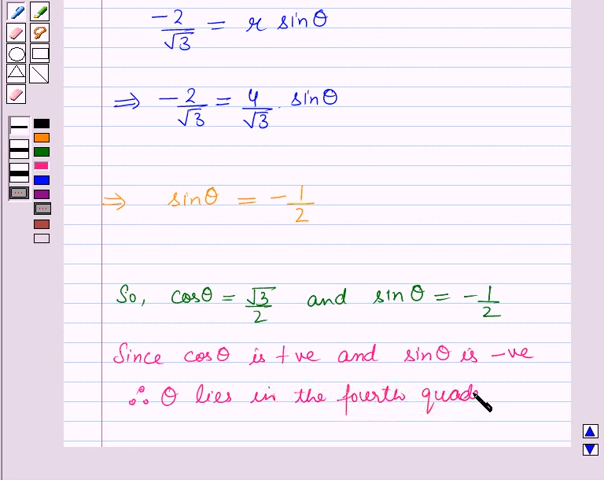 -2/√3 = r sinθ
⇒ -2/√3 = 4/√3 . sinθ
⇒ sinθ = -1/2
So, cosθ = √3/2 and sinθ = -1/2
Since cosθ is +ve and sinθ is -ve
∴ θ lies in the fourth quad